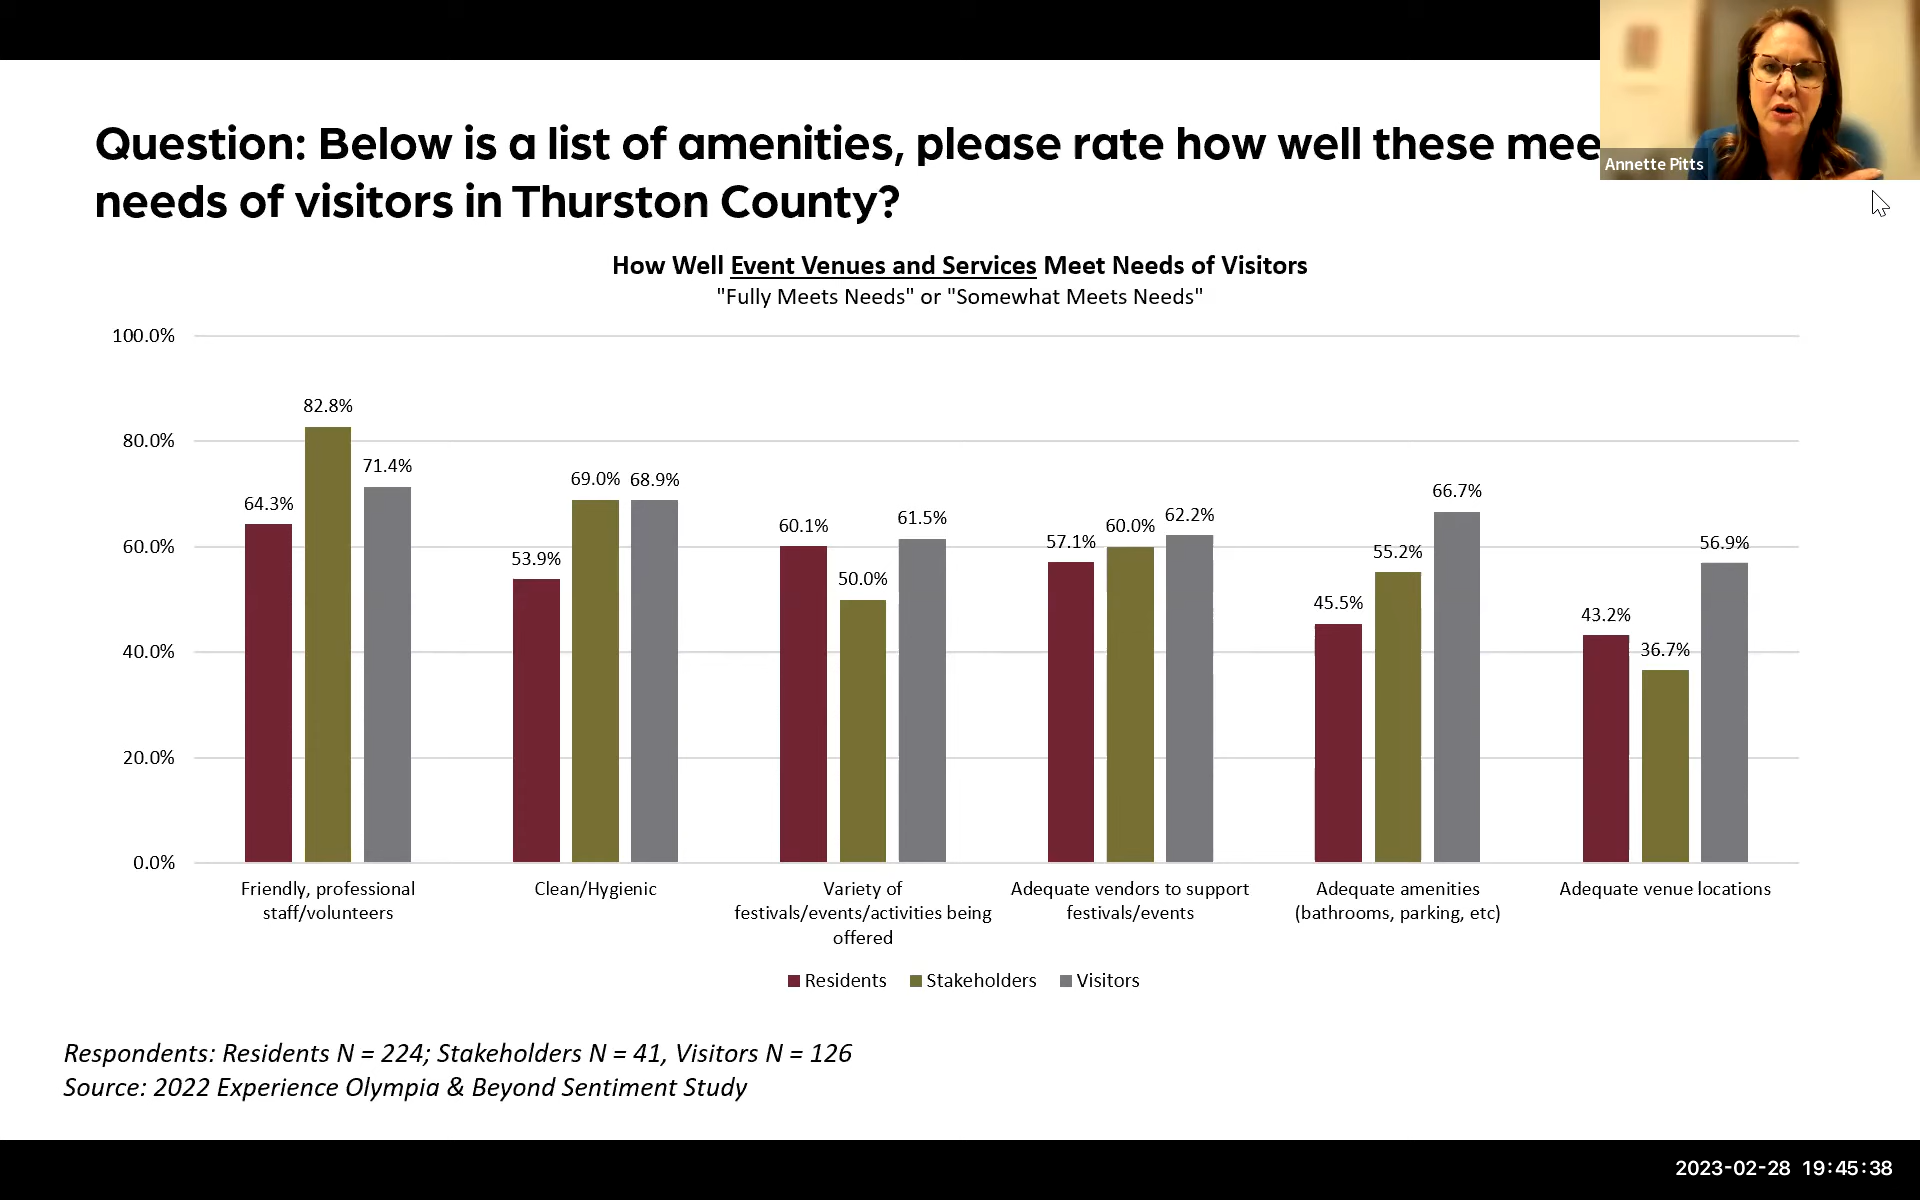 Question: Below is a list of amenities, please rate how well these mee
needs of visitors in Thurston County?
Annette Pitts
How Well Event Venues and Services Meet Needs of Visitors
"Fully Meets Needs" or "Somewhat Meets Needs"
100.0%
80.0%
60.0%
40.0%
20.0%
0.0%
64.3%
82.8%
71.4%
53.9%
69.0%
68.9%
60.1%
50.0%
61.5%
57.1%
60.0%
62.2%
45.5%
55.2%
66.7%
43.2%
36.7%
56.9%
Friendly, professional
staff/volunteers
Clean/Hygienic
Variety of
festivals/events/activities being
offered
Adequate vendors to support
festivals/events
Adequate amenities
(bathrooms, parking, etc)
Adequate venue locations
Residents
Stakeholders
Visitors
Respondents: Residents N = 224; Stakeholders N = 41, Visitors N = 126
Source: 2022 Experience Olympia & Beyond Sentiment Study
2023-02-28 19:45:38